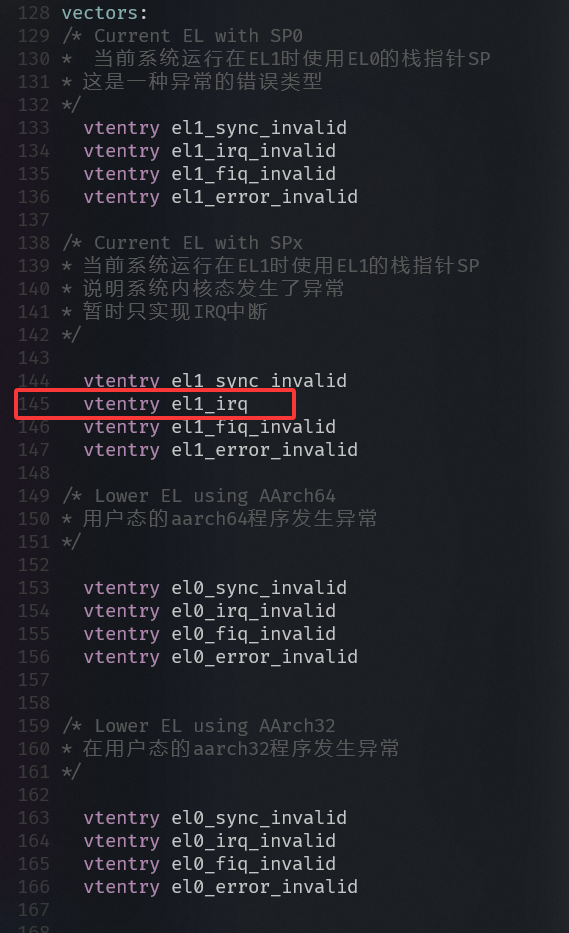 128 vectors:
129 /* Current EL with SP0
130 *  当前系统运行在EL1时使用EL0的栈指针SP
131 * 这是一种异常的错误类型
132 */
133   vtentry el1_sync_invalid
134   vtentry el1_irq_invalid
135   vtentry el1_fiq_invalid
136   vtentry el1_error_invalid
137
138 /* Current EL with SPx
139 * 当前系统运行在EL1时使用EL1的栈指针SP
140 * 说明系统内核态发生了异常
141 * 暂时只实现IRQ中断
142 */
143
144   vtentry el1_sync_invalid
145   vtentry el1_irq
146   vtentry el1_fiq_invalid
147   vtentry el1_error_invalid
148
149 /* Lower EL using AArch64
150 * 用户态的aarch64程序发生异常
151 */
152
153   vtentry el0_sync_invalid
154   vtentry el0_irq_invalid
155   vtentry el0_fiq_invalid
156   vtentry el0_error_invalid
157
158
159 /* Lower EL using AArch32
160 * 在用户态的aarch32程序发生异常
161 */
162
163   vtentry el0_sync_invalid
164   vtentry el0_irq_invalid
165   vtentry el0_fiq_invalid
166   vtentry el0_error_invalid
167
168